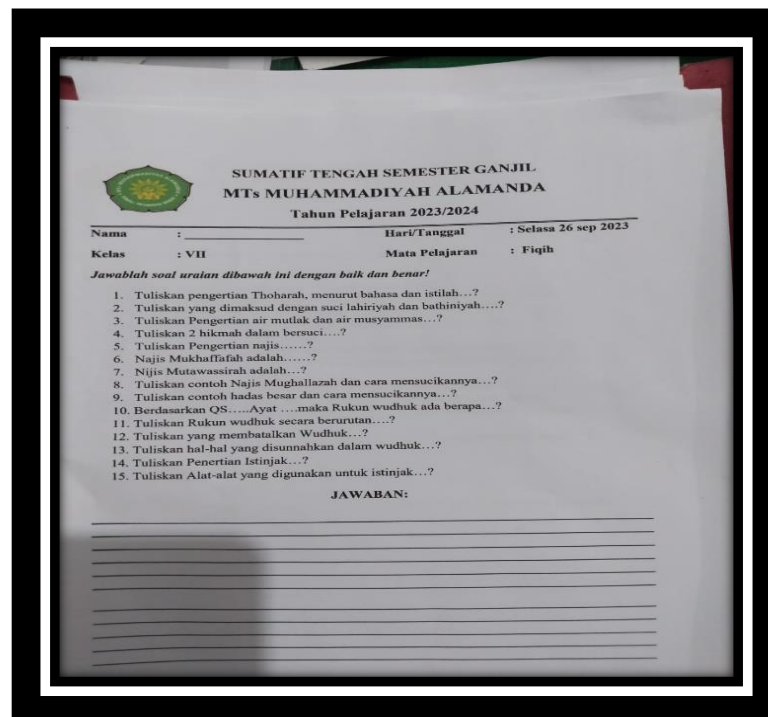 SUMATIF TENGAH SEMESTER GANJIL
MTs MUHAMMADIYAH ALAMANDA
Tahun Pelajaran 2023/2024
Nama : ____________ Hari/Tanggal : Selasa 26 sep 2023
Kelas : VII Mata Pelajaran : Fiqih
Jawablah soal uraian dibawah ini dengan baik dan benar!
1. Tuliskan pengertian Thoharah, menurut bahasa dan istilah…?
2. Tuliskan yang dimaksud dengan suci lahiriyah dan bathiniyah….?
3. Tuliskan Pengertian air mutlak dan air musyammas…?
4. Tuliskan 2 hikmah dalam bersuci….?
5. Tuliskan Pengertian najis……?
6. Najis Mukhaffafah adalah……?
7. Nijis Mutawassirah adalah…?
8. Tuliskan contoh Najis Mughallazah dan cara mensucikannya…?
9. Tuliskan contoh hadas besar dan cara mensucikannya…?
10. Berdasarkan QS…..Ayat ….maka Rukun wudhuk ada berapa…?
11. Tuliskan Rukun wudhuk secara berurutan….?
12. Tuliskan yang membatalkan Wudhuk…?
13. Tuliskan hal-hal yang disunnahkan dalam wudhuk…?
14. Tuliskan Penertian Istinjak…?
15. Tuliskan Alat-alat yang digunakan untuk istinjak…?
JAWABAN: